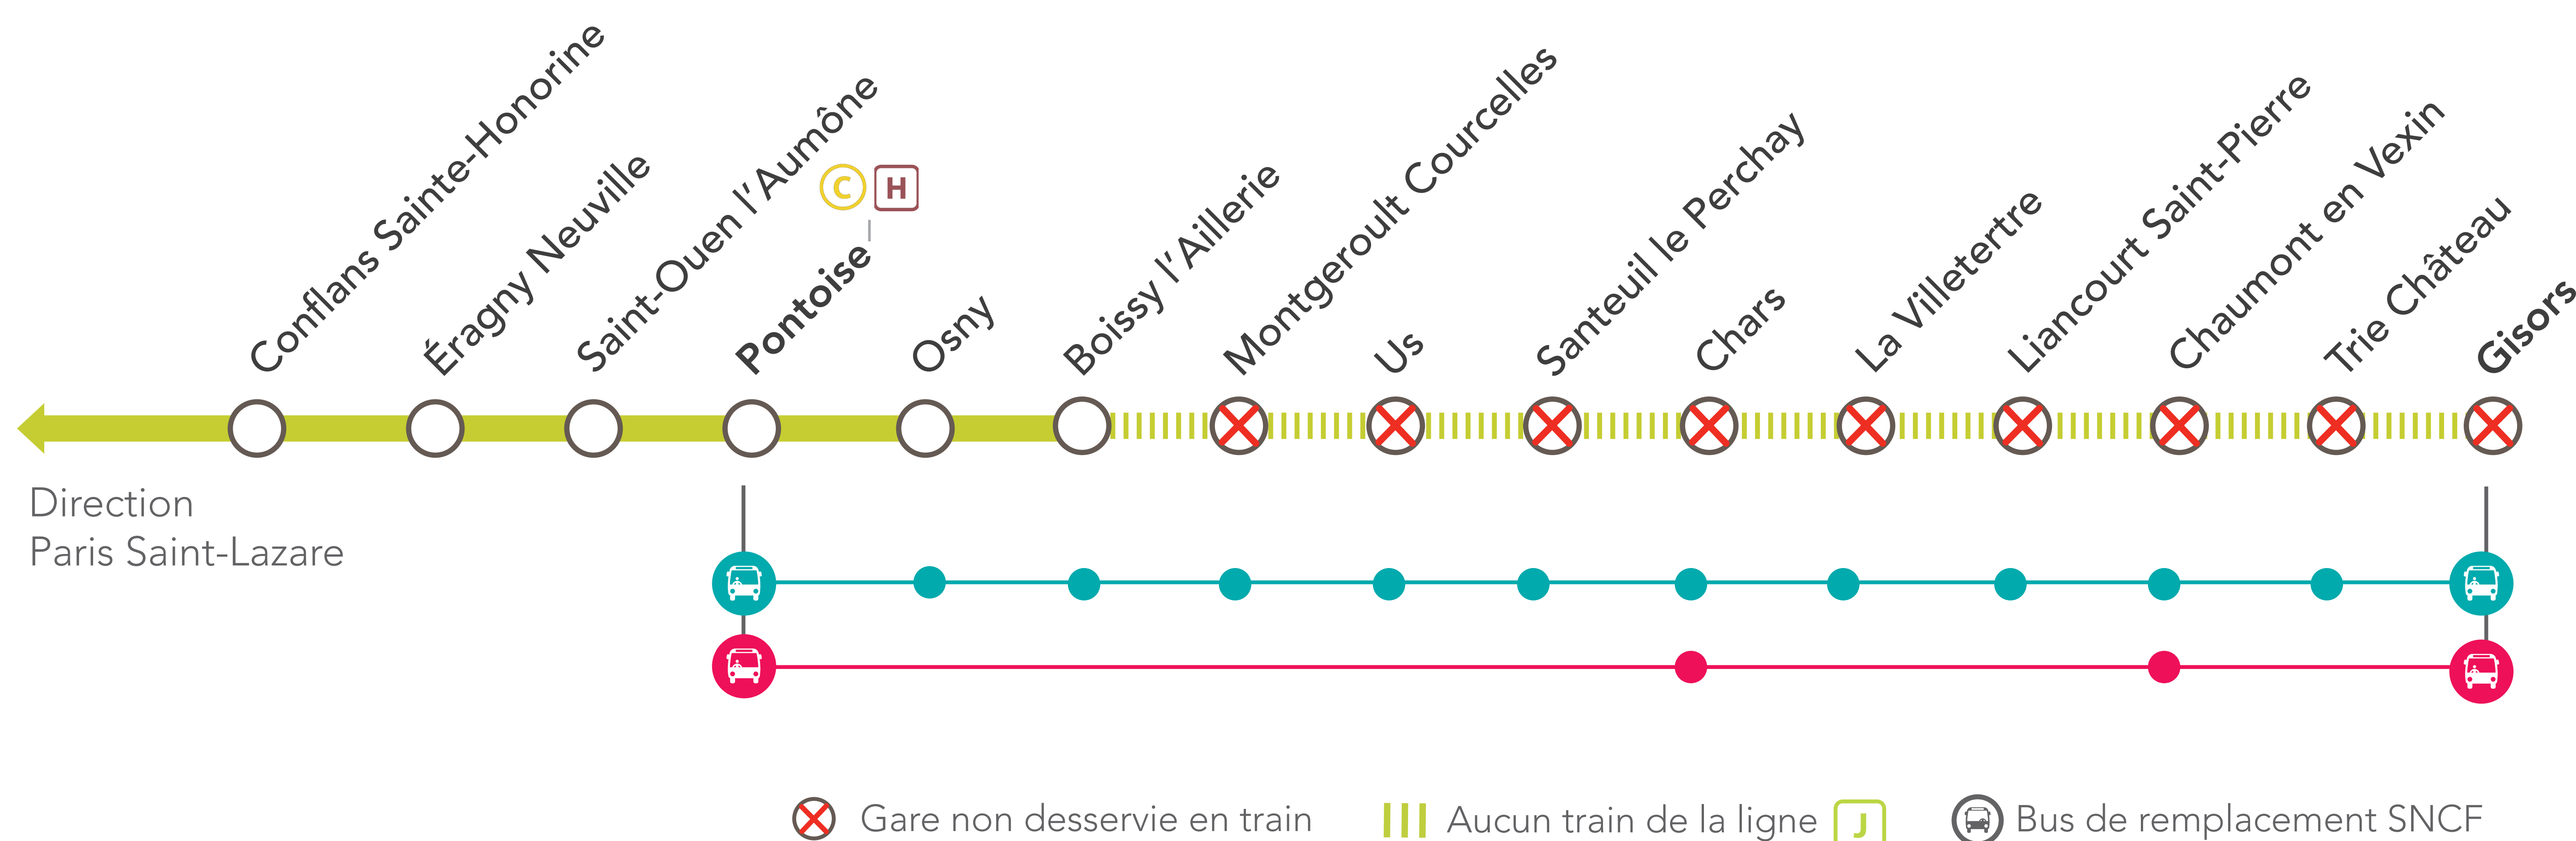 Conflans Sainte-Honorine
Éragny Neuville
Saint-Ouen l'Aumône
C H
Pontoise
Osny
Boissy l'Aillerie
Montgeroult Courcelles
Us
Santeuil le Perchay
Chars
La Villetertre
Liancourt Saint-Pierre
Chaumont en Vexin
Trie Château
Gisors
Direction
Paris Saint-Lazare
Gare non desservie en train
Aucun train de la ligne J
Bus de remplacement SNCF